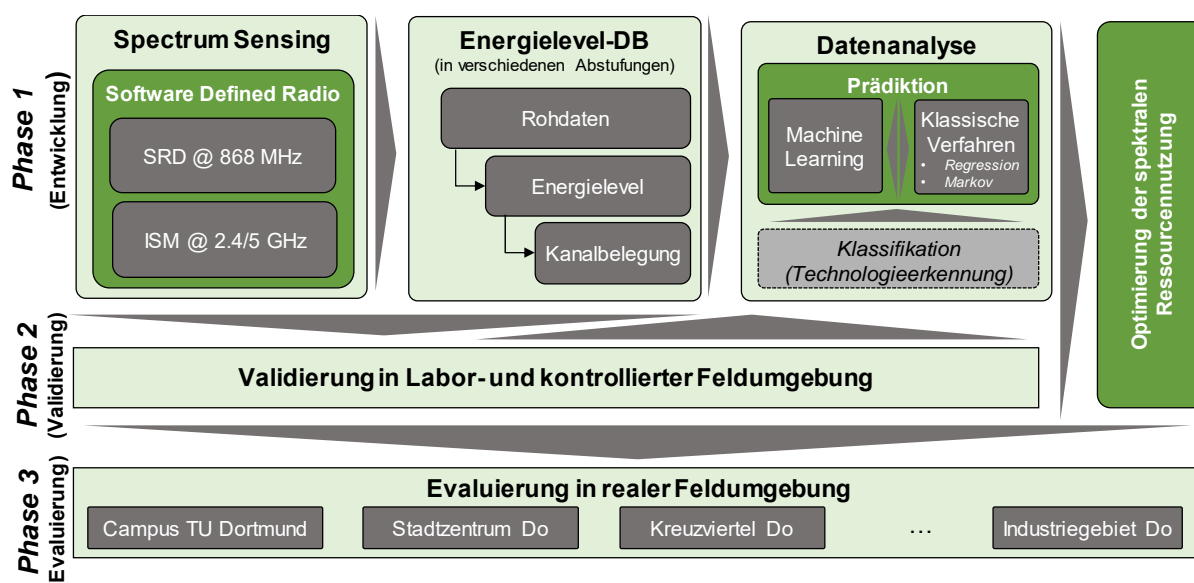 Phase 1
(Entwicklung)
Spectrum Sensing
Software Defined Radio
SRD @ 868 MHz
ISM @ 2.4/5 GHz
Energielevel-DB
(in verschiedenen Abstufungen)
Rohdaten
Energielevel
Kanalbelegung
Datenanalyse
Prädiktion
Machine
Learning
Klassische
Verfahren
• Regression
• Markov
Klassifikation
(Technologieerkennung)
Optimierung der spektralen
Ressourcennutzung
Phase 2
(Validierung)
Validierung in Labor- und kontrollierter Feldumgebung
Phase 3
Evaluierung)
Evaluierung in realer Feldumgebung
Campus TU Dortmund
Stadtzentrum Do
Kreuzviertel Do
…
Industriegebiet Do